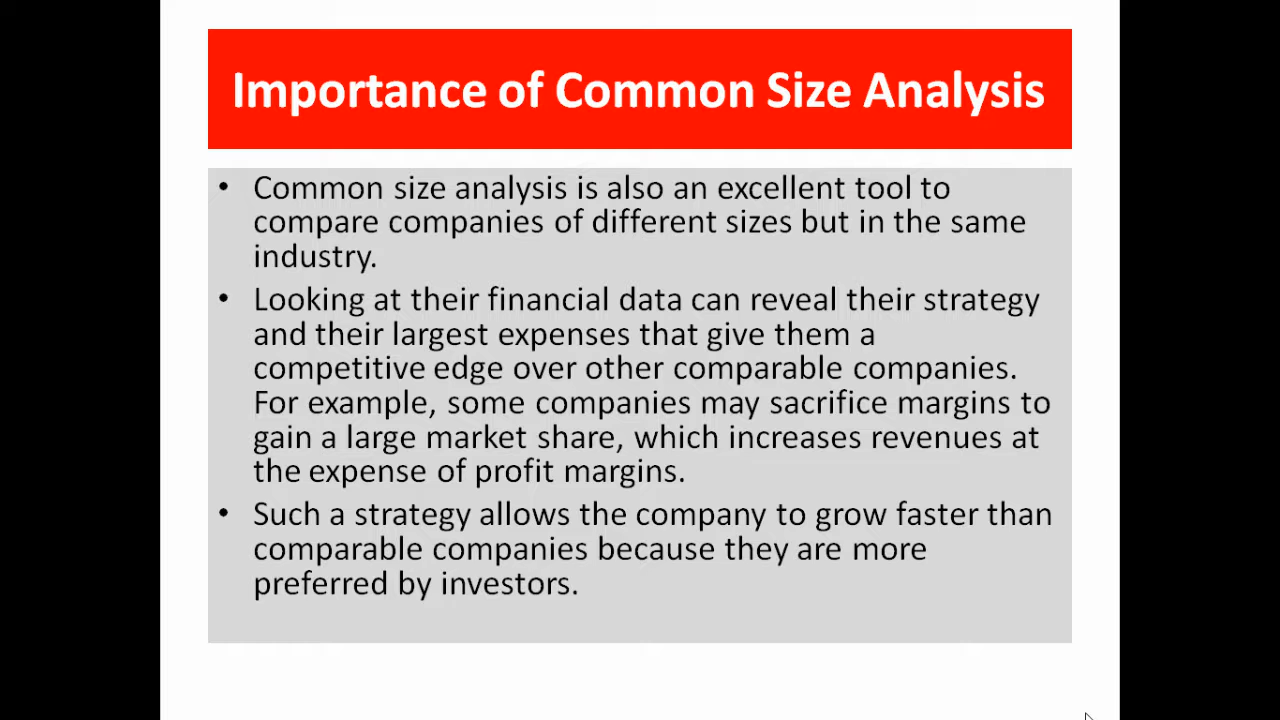 Importance of Common Size Analysis
• Common size analysis is also an excellent tool to
compare companies of different sizes but in the same
industry.
• Looking at their financial data can reveal their strategy
and their largest expenses that give them a
competitive edge over other comparable companies.
For example, some companies may sacrifice margins to
gain a large market share, which increases revenues at
the expense of profit margins.
• Such a strategy allows the company to grow faster than
comparable companies because they are more
preferred by investors.